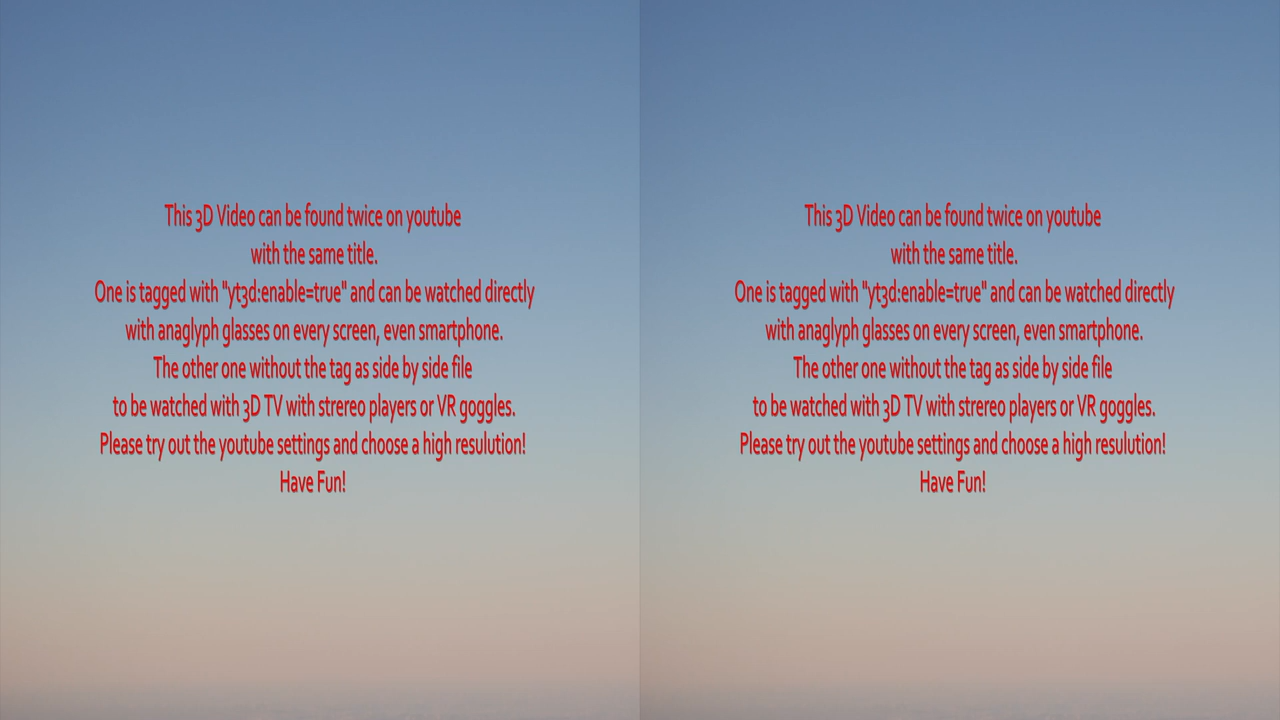 This 3D Video can be found twice on youtube
with the same title.
One is tagged with "yt3d:enable=true" and can be watched directly
with anaglyph glasses on every screen, even smartphone.
The other one without the tag as side by side file
to be watched with 3D TV with strereo players or VR goggles.
Please try out the youtube settings and choose a high resulution!
Have Fun!
This 3D Video can be found twice on youtube
with the same title.
One is tagged with "yt3d:enable=true" and can be watched directly
with anaglyph glasses on every screen, even smartphone.
The other one without the tag as side by side file
to be watched with 3D TV with strereo players or VR goggles.
Please try out the youtube settings and choose a high resulution!
Have Fun!